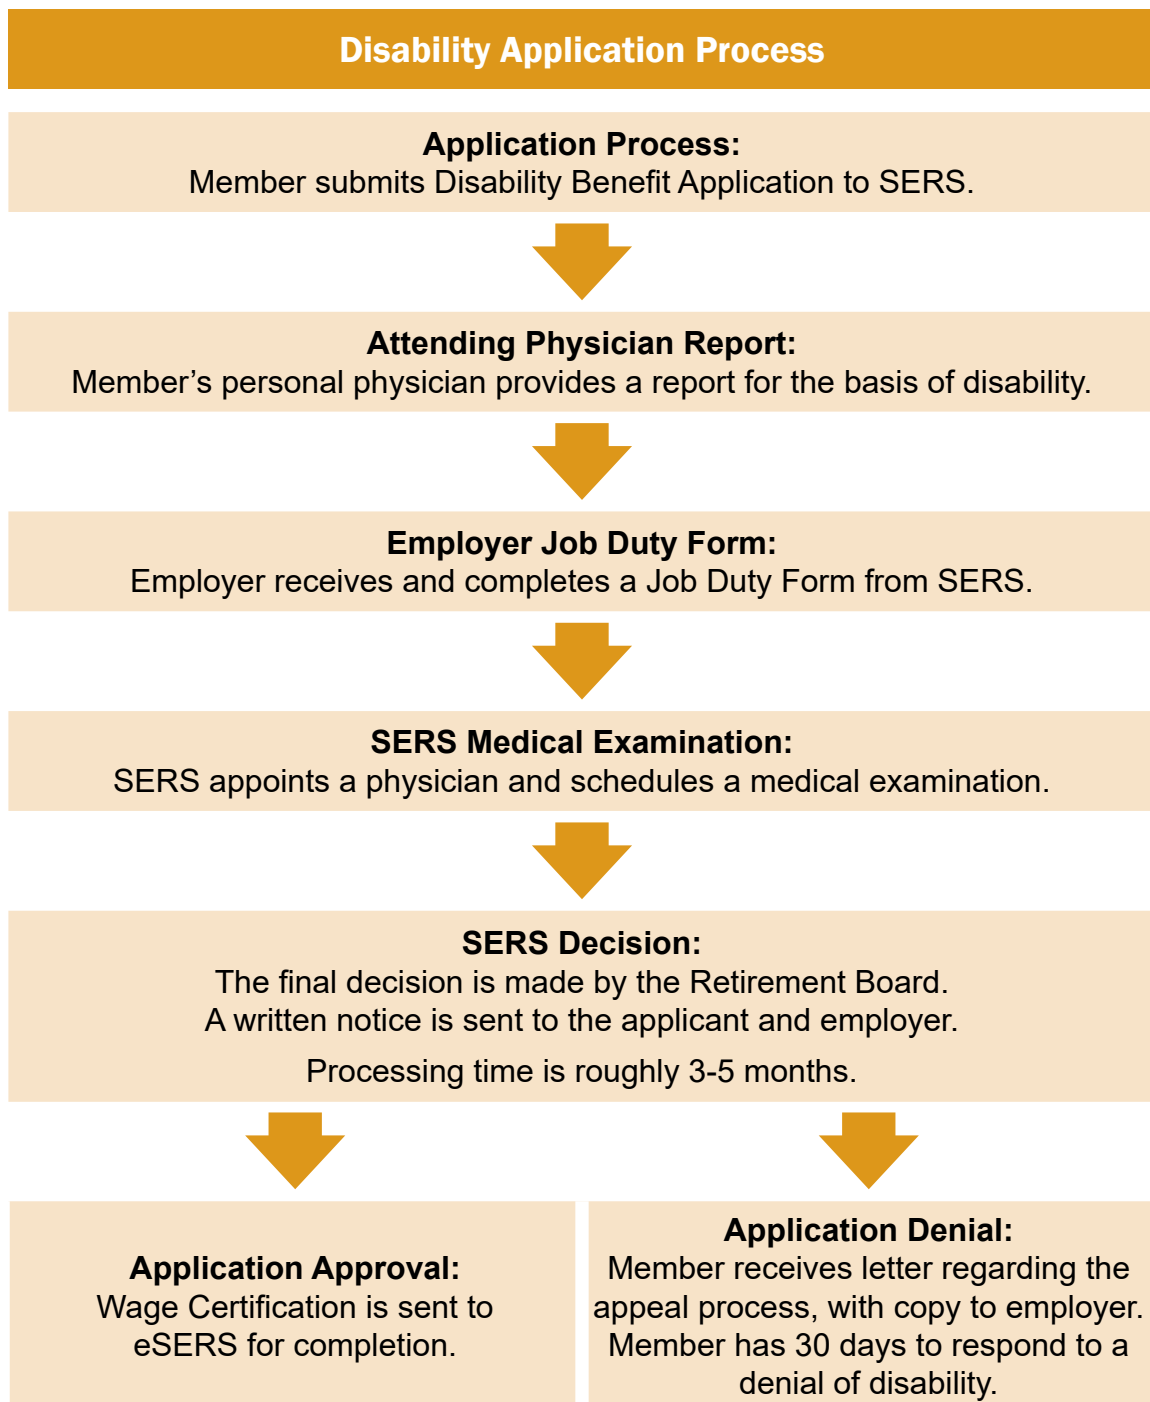 Disability Application Process
Application Process:
Member submits Disability Benefit Application to SERS.
Attending Physician Report:
Member’s personal physician provides a report for the basis of disability.
Employer Job Duty Form:
Employer receives and completes a Job Duty Form from SERS.
SERS Medical Examination:
SERS appoints a physician and schedules a medical examination.
SERS Decision:
The final decision is made by the Retirement Board.
A written notice is sent to the applicant and employer.
Processing time is roughly 3-5 months.
Application Approval:
Wage Certification is sent to
eSERS for completion.
Application Denial:
Member receives letter regarding the
appeal process, with copy to employer.
Member has 30 days to respond to a
denial of disability.